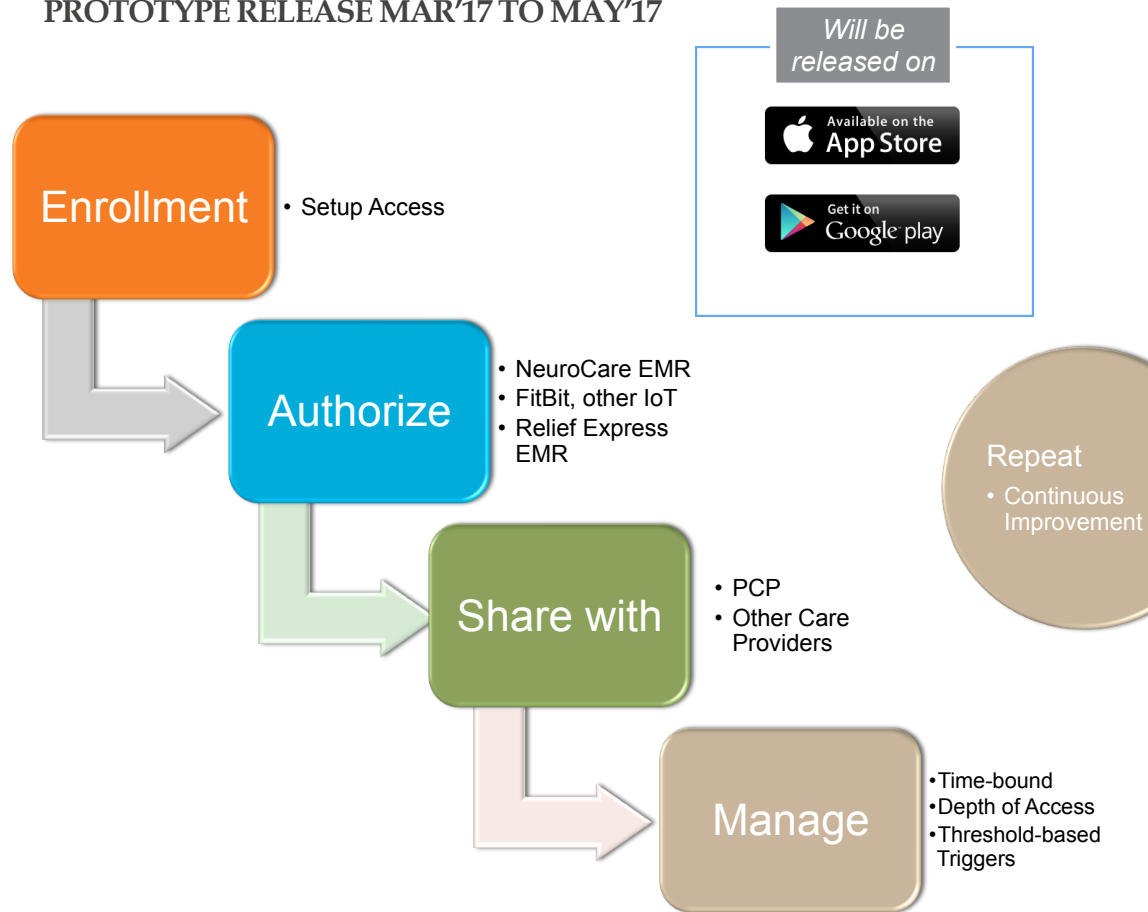 PROTOTYPE RELEASE MAR’17 TO MAY’17
Will be
released on
Available on the
App Store
Get it on
Google play
Enrollment
• Setup Access
Authorize
• NeuroCare EMR
• FitBit, other IoT
• Relief Express
EMR
Repeat
• Continuous
Improvement
Share with
• PCP
• Other Care
Providers
Manage
•Time-bound
•Depth of Access
•Threshold-based
Triggers